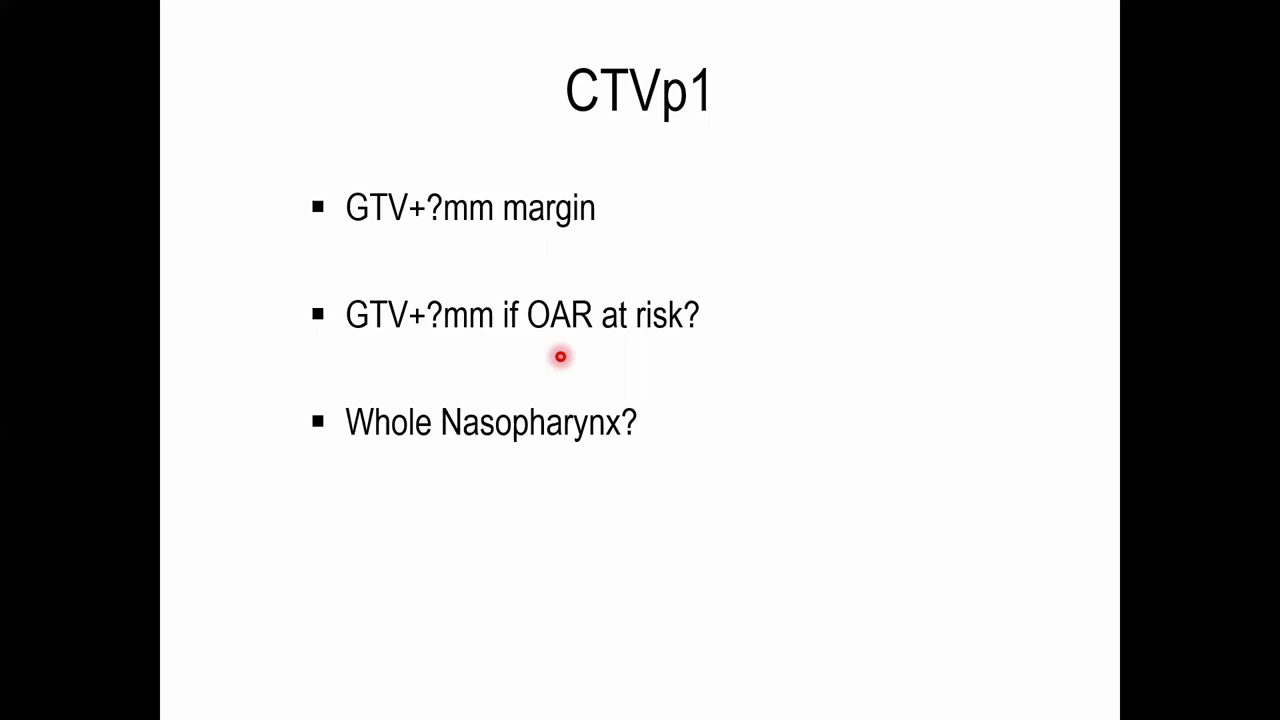 CTVp1
GTV+?mm margin
GTV+?mm if OAR at risk?
Whole Nasopharynx?